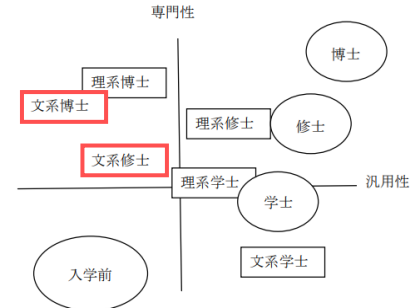 専門性
博士
理系博士
文系博士
理系修士
修士
文系修士
理系学士
汎用性
学士
文系学士
入学前